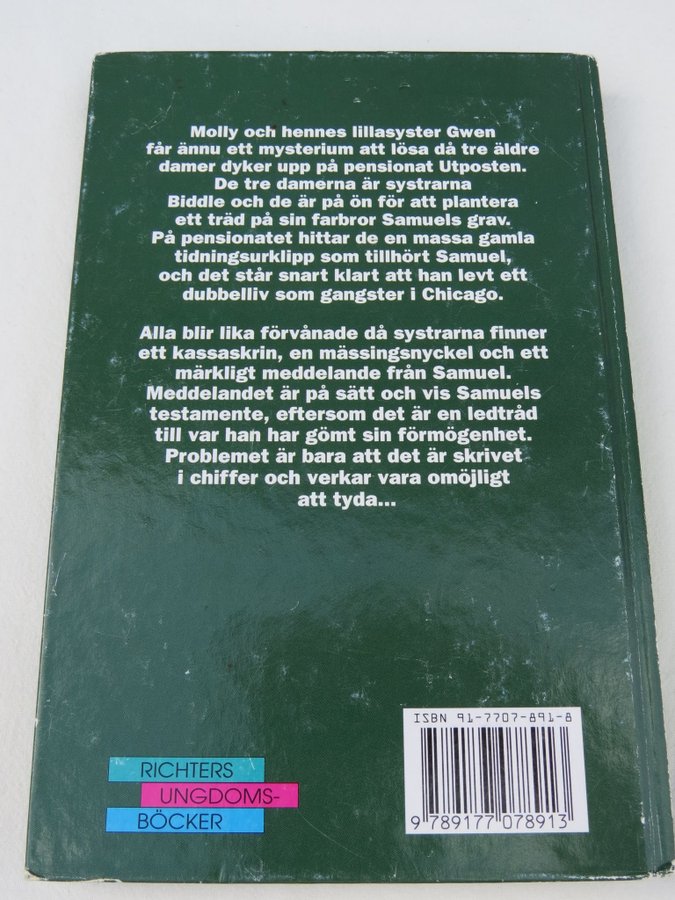 Molly och hennes lillasyster Gwen
får ännu ett mysterium att lösa då tre äldre
damer dyker upp på pensionat Utposten.
De tre damerna är systrarna
Biddle och de är på ön för att plantera
ett träd på sin farbror Samuels grav.
På pensionatet hittar de en massa gamla
tidningsurklipp som tillhört Samuel,
och det står snart klart att han levt ett
dubbelliv som gangster i Chicago.
Alla blir lika förvånade då systrarna finner
ett kassaskrin, en mässingsnyckel och ett
märkligt meddelande från Samuel.
Meddelandet är på sätt och vis Samuels
testamente, eftersom det är en ledtråd
till var han har gömt sin förmögenhet.
Problemet är bara att det är skrivet
i chiffer och verkar vara omöjligt
att tyda...
ISBN 91-7707-891-8
9 789177 078913
RICHTERS
UNGDOMS-
BÖCKER